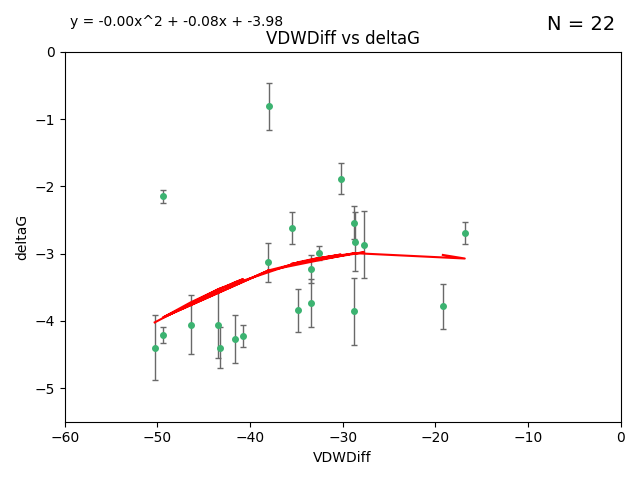 y = -0.00x^2 + -0.08x + -3.98
N = 22
VDWDiff vs deltaG
0
−1
−2
−3
−4
−5
deltaG
−60 −50 −40 −30 −20 −10 0
VDWDiff